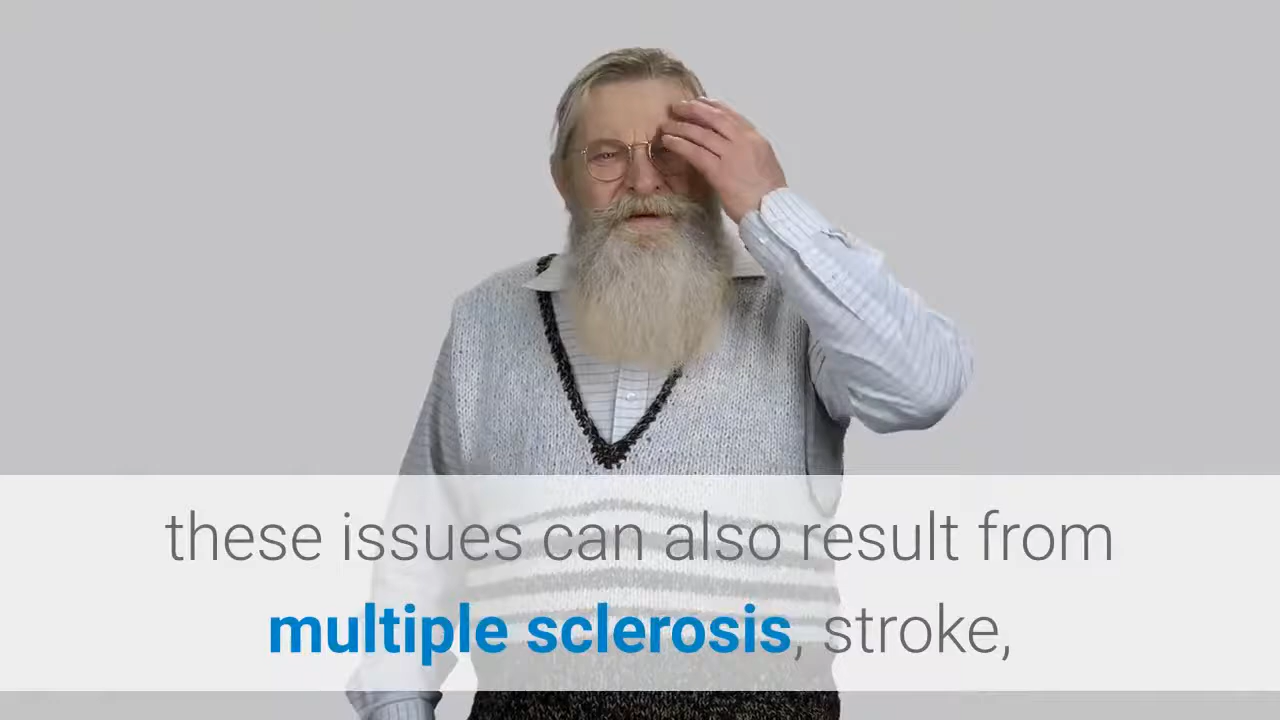 these issues can also result from
multiple sclerosis, stroke,